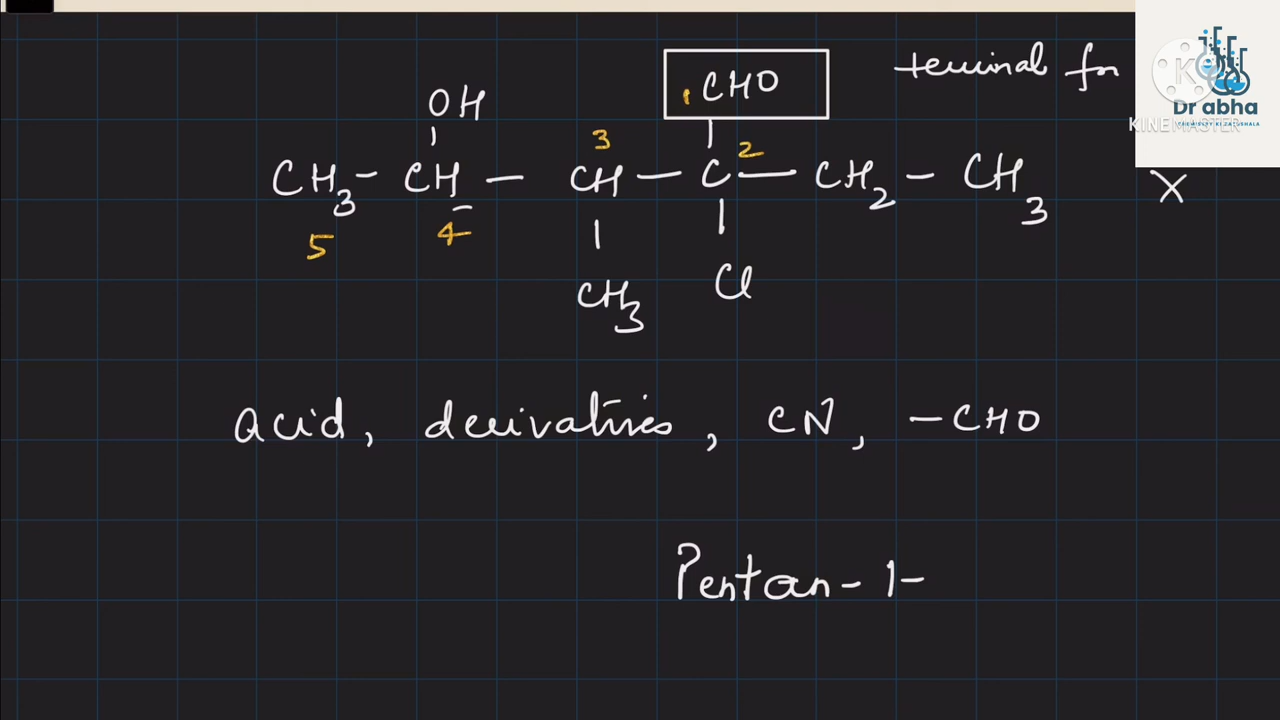 terminal for
1 CHO
OH
3 2
CH3 - CH - CH - C - CH2 - CH3 X
5 4
CH3 Cl
acid, derivatives, CN, -CHO
Pentan-1-
Dr abha
KINEMASTER